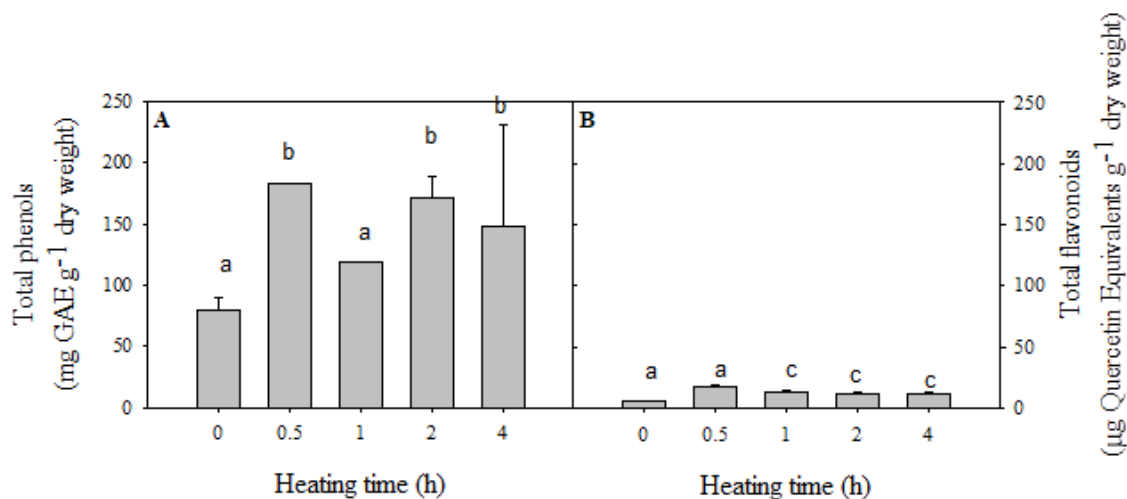 Total phenols
(mg GAE g-1 dry weight)
250
200
150
100
50
0
A
a
b
a
b
b
0 0.5 1 2 4
Heating time (h)
B
a
a
c
c
c
0 0.5 1 2 4
Heating time (h)
250
200
150
100
50
0
Total flavonoids
(µg Quercetin Equivalents g-1 dry weight)